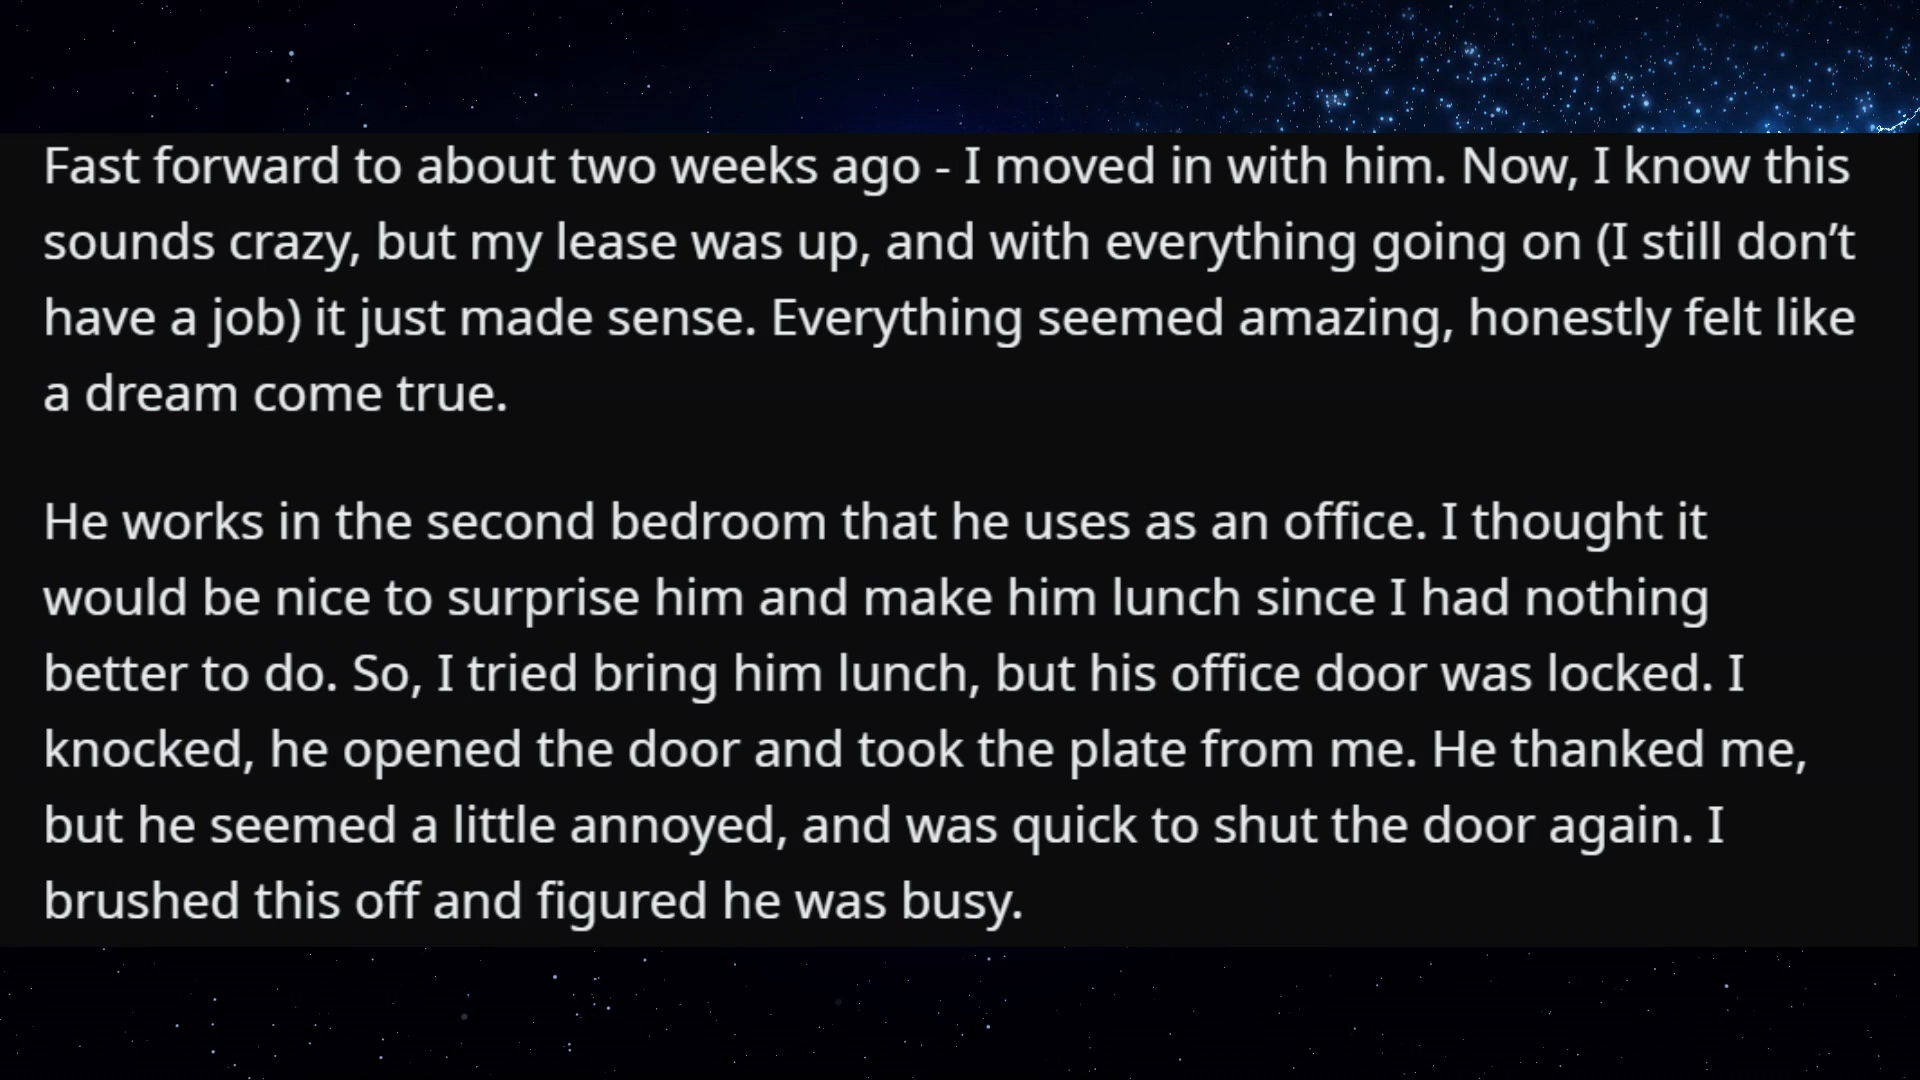 Fast forward to about two weeks ago - I moved in with him. Now, I know this
sounds crazy, but my lease was up, and with everything going on (I still don’t
have a job) it just made sense. Everything seemed amazing, honestly felt like
a dream come true.
He works in the second bedroom that he uses as an office. I thought it
would be nice to surprise him and make him lunch since I had nothing
better to do. So, I tried bring him lunch, but his office door was locked. I
knocked, he opened the door and took the plate from me. He thanked me,
but he seemed a little annoyed, and was quick to shut the door again. I
brushed this off and figured he was busy.